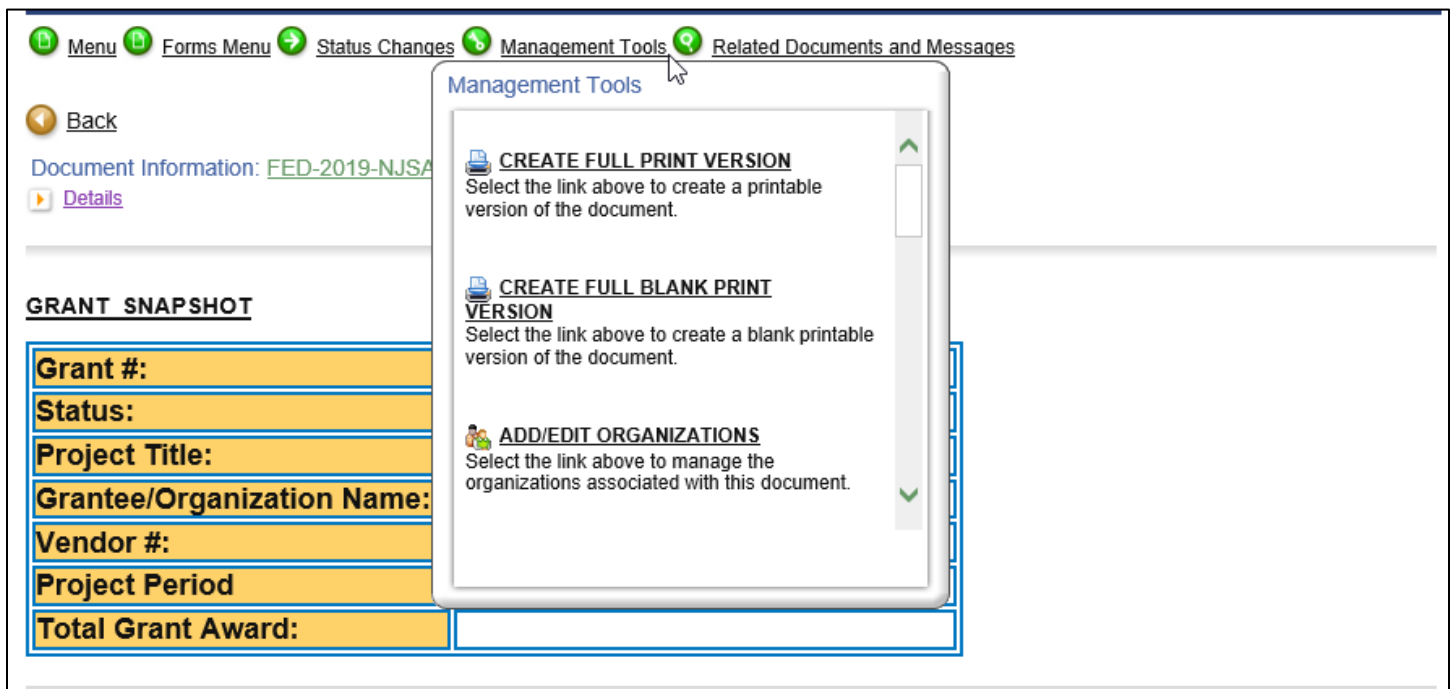 Menu Forms Menu Status Changes Management Tools Related Documents and Messages
Management Tools
Back
Document Information: FED-2019-NJSA
Details
CREATE FULL PRINT VERSION
Select the link above to create a printable
version of the document.
CREATE FULL BLANK PRINT
VERSION
Select the link above to create a blank printable
version of the document.
ADD/EDIT ORGANIZATIONS
Select the link above to manage the
organizations associated with this document.
GRANT SNAPSHOT
Grant #:
Status:
Project Title:
Grantee/Organization Name:
Vendor #:
Project Period
Total Grant Award: